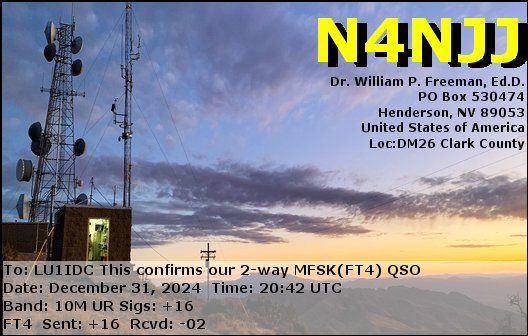 N4NJJ
Dr. William P. Freeman, Ed.D.
PO Box 530474
Henderson, NV 89053
United States of America
Loc:DM26 Clark County
To: LU1IDC This confirms our 2-way MFSK(FT4) QSO
Date: December 31, 2024 Time: 20:42 UTC
Band: 10M UR Sigs: +16
FT4 Sent: +16 Rcvd: -02